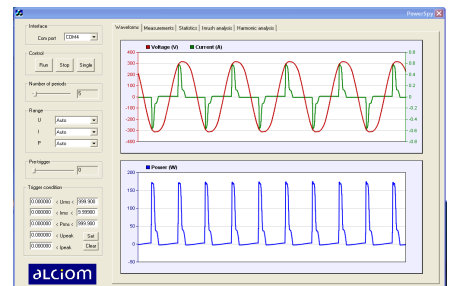 PowerSpy
Interface
Com port COM4
Control
Run Stop Single
Number of periods
5
Range
U Auto
I Auto
P Auto
Pre-trigger
0
Trigger condition
0.000000 < Urms < 999.900
0.000000 < Irms < 9.99900
0.000000 < Prms < 999.900
0.000000 < Upeak Set
0.000000 < Ipeak Clear
aLCiom
Waveforms Measurements Statistics Inrush analysis Harmonic analysis
Voltage (V) Current (A)
400 0.8
300 0.6
200 0.4
100 0.2
0 0
-100 -0.2
-200 -0.4
-300 -0.6
-400 -0.8
Power (W)
200
150
100
50
0
-50